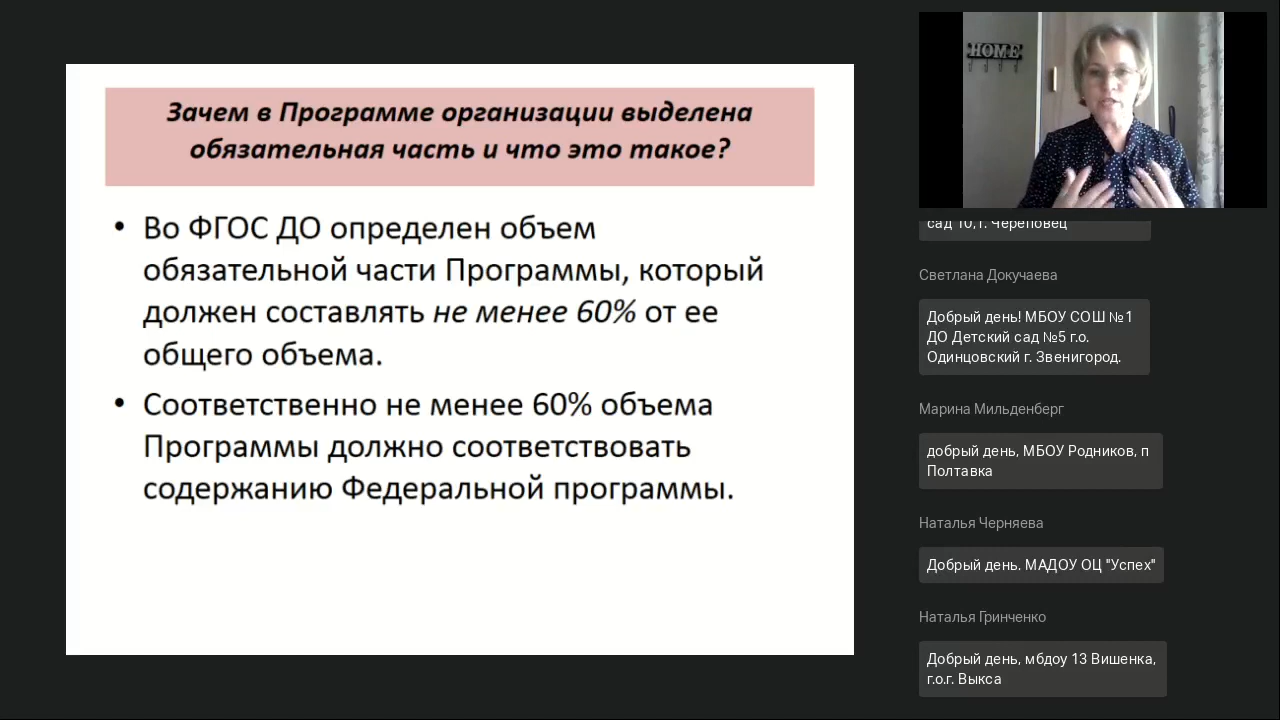 Зачем в Программе организации выделена
обязательная часть и что это такое?
• Во ФГОС ДО определен объем
обязательной части Программы, который
должен составлять не менее 60% от ее
общего объема.
• Соответственно не менее 60% объема
Программы должно соответствовать
содержанию Федеральной программы.
HOME
сад 10,г. Череповец
Светлана Докучаева
Добрый день! МБОУ СОШ №1
ДО Детский сад №5 г.о.
Одинцовский г. Звенигород.
Марина Мильденберг
добрый день, МБОУ Родников, п
Полтавка
Наталья Черняева
Добрый день. МАДОУ ОЦ "Успех"
Наталья Гринченко
Добрый день, мбдоу 13 Вишенка,
г.о.г. Выкса